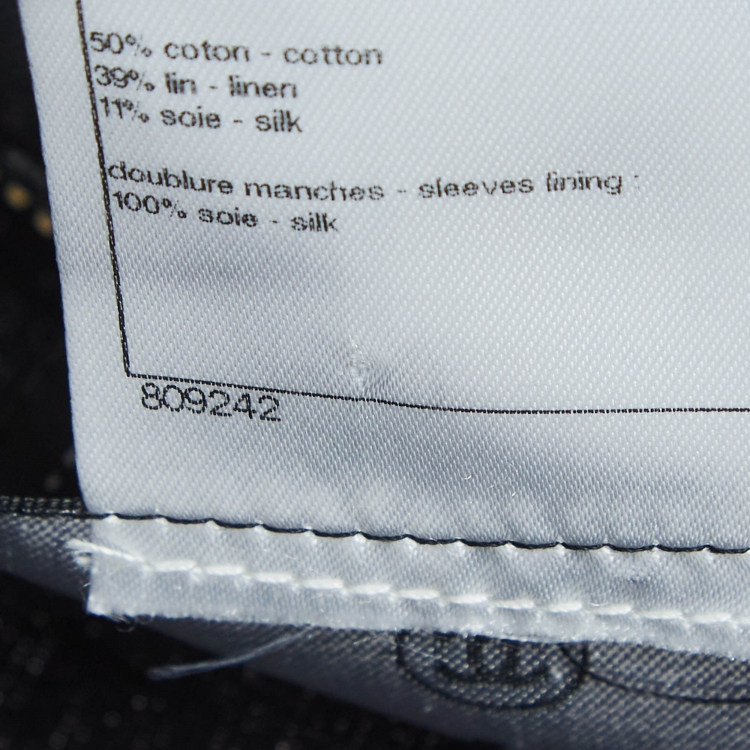 50% coton - cotton
39% lin - linen
11% soie - silk
doublure manches - sleeves lining :
100% soie - silk
809242